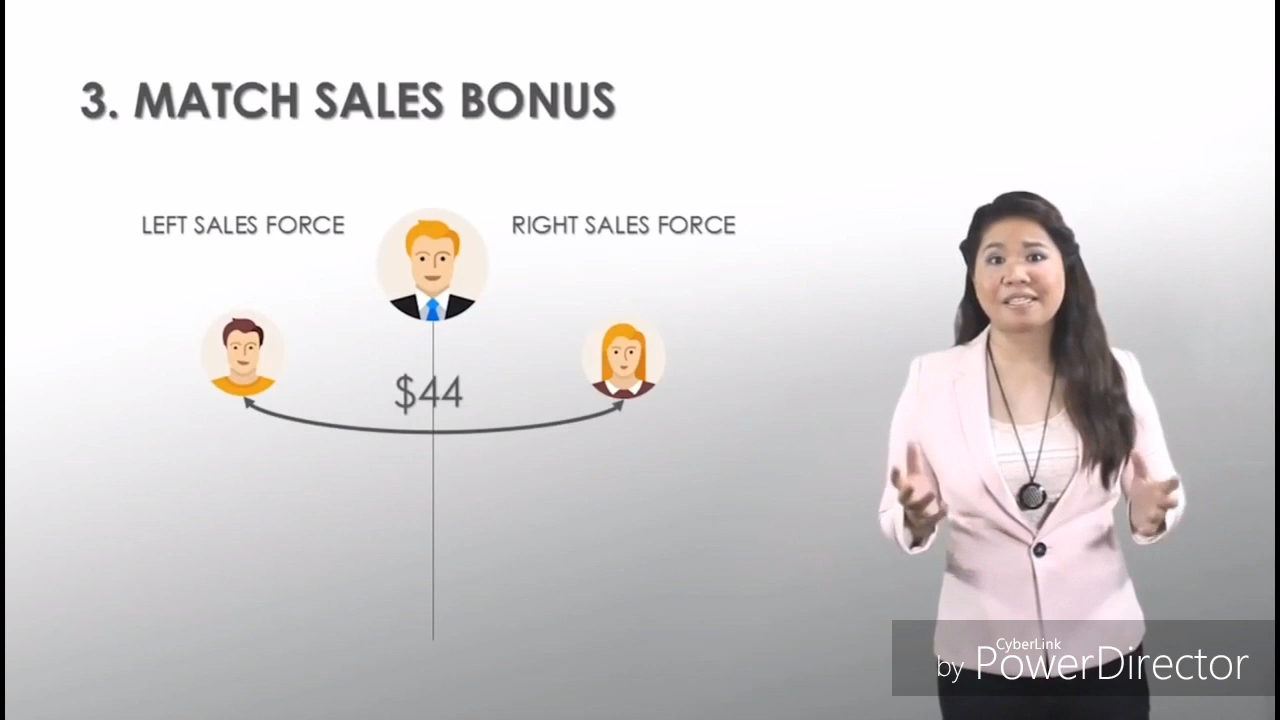 3. MATCH SALES BONUS
LEFT SALES FORCE
RIGHT SALES FORCE
$44
CyberLink
by PowerDirector